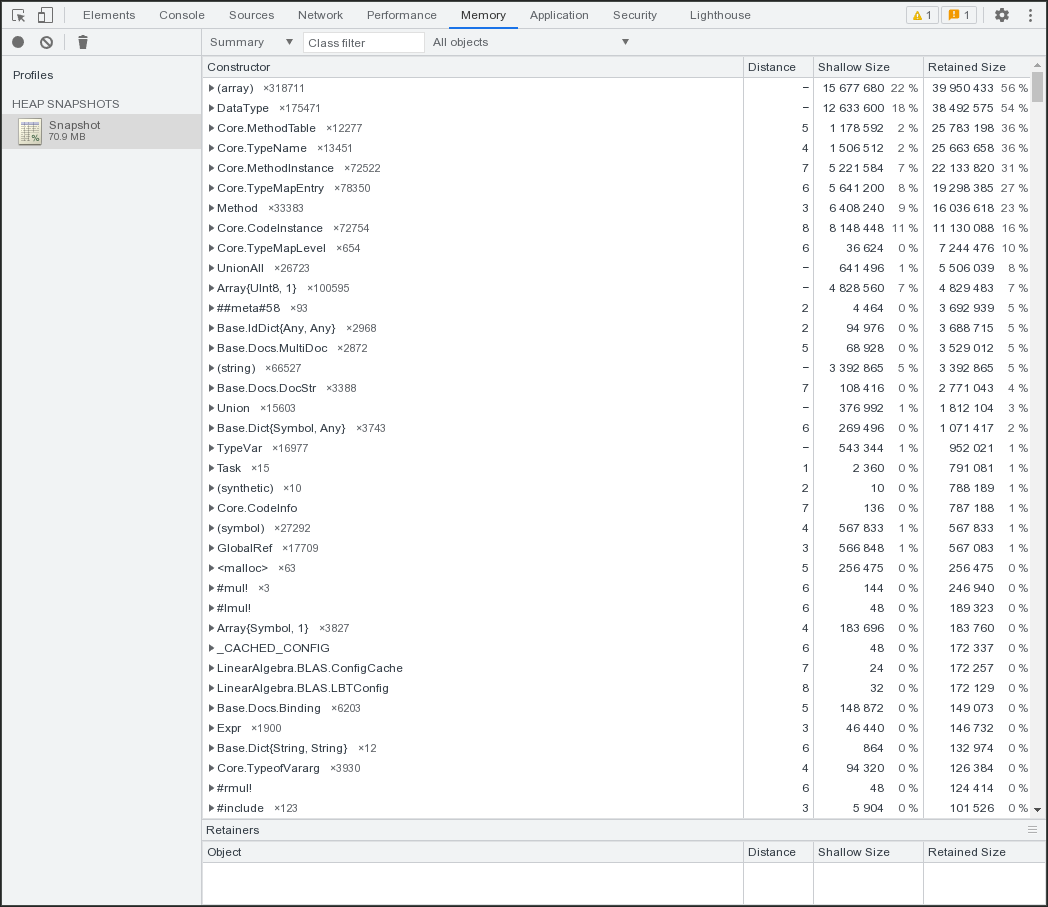 Elements Console Sources Network Performance Memory Application Security Lighthouse 1 1
Summary ▼ Class filter All objects ▼
Profiles
HEAP SNAPSHOTS
Snapshot
70.9 MB
Constructor Distance Shallow Size Retained Size
(array) ×318711 – 15 677 680 22 % 39 950 433 56 %
DataType ×175471 – 12 633 600 18 % 38 492 575 54 %
Core.MethodTable ×12277 5 1 178 592 2 % 25 783 198 36 %
Core.TypeName ×13451 4 1 506 512 2 % 25 663 658 36 %
Core.MethodInstance ×72522 7 5 221 584 7 % 22 133 820 31 %
Core.TypeMapEntry ×78350 6 5 641 200 8 % 19 298 385 27 %
Method ×33383 3 6 408 240 9 % 16 036 618 23 %
Core.CodeInstance ×72754 8 8 148 448 11 % 11 130 088 16 %
Core.TypeMapLevel ×654 6 36 624 0 % 7 244 476 10 %
UnionAll ×26723 – 641 496 1 % 5 506 039 8 %
Array{UInt8, 1} ×100595 – 4 828 560 7 % 4 829 483 7 %
##meta#58 ×93 2 4 464 0 % 3 692 939 5 %
Base.IdDict{Any, Any} ×2968 2 94 976 0 % 3 688 715 5 %
Base.Docs.MultiDoc ×2872 5 68 928 0 % 3 529 012 5 %
(string) ×66527 – 3 392 865 5 % 3 392 865 5 %
Base.Docs.DocStr ×3388 7 108 416 0 % 2 771 043 4 %
Union ×15603 – 376 992 1 % 1 812 104 3 %
Base.Dict{Symbol, Any} ×3743 6 269 496 0 % 1 071 417 2 %
TypeVar ×16977 – 543 344 1 % 952 021 1 %
Task ×15 1 2 360 0 % 791 081 1 %
(synthetic) ×10 2 10 0 % 788 189 1 %
Core.CodeInfo 7 136 0 % 787 188 1 %
(symbol) ×27292 4 567 833 1 % 567 833 1 %
GlobalRef ×17709 3 566 848 1 % 567 083 1 %
<malloc> ×63 5 256 475 0 % 256 475 0 %
#mul! ×3 6 144 0 % 246 940 0 %
#lmul! 6 48 0 % 189 323 0 %
Array{Symbol, 1} ×3827 4 183 696 0 % 183 760 0 %
_CACHED_CONFIG 6 48 0 % 172 337 0 %
LinearAlgebra.BLAS.ConfigCache 7 24 0 % 172 257 0 %
LinearAlgebra.BLAS.LBTConfig 8 32 0 % 172 129 0 %
Base.Docs.Binding ×6203 5 148 872 0 % 149 073 0 %
Expr ×1900 3 46 440 0 % 146 732 0 %
Base.Dict{String, String} ×12 6 864 0 % 132 974 0 %
Core.TypeofVararg ×3930 4 94 320 0 % 126 384 0 %
#rmul! 6 48 0 % 124 414 0 %
#include ×123 3 5 904 0 % 101 526 0 %
Retainers
Object Distance Shallow Size Retained Size